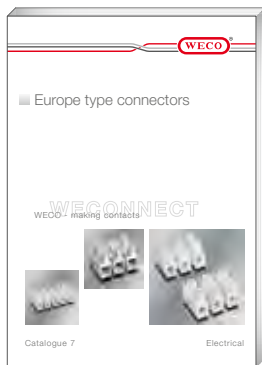 WECO®
Europe type connectors
WECONNECT
WECO - making contacts
Catalogue 7
Electrical